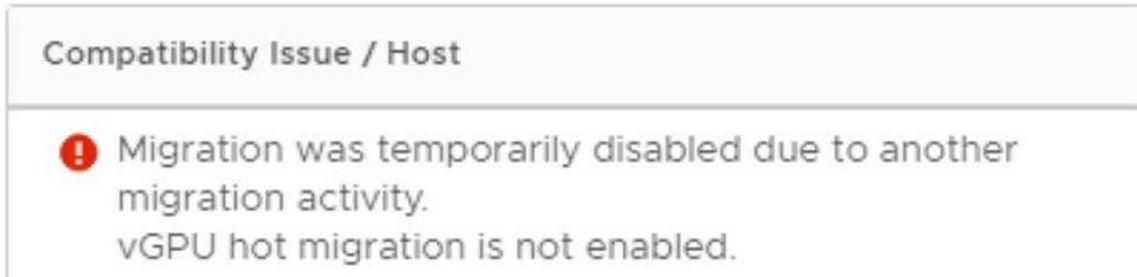 Compatibility Issue / Host
Migration was temporarily disabled due to another
migration activity.
vGPU hot migration is not enabled.